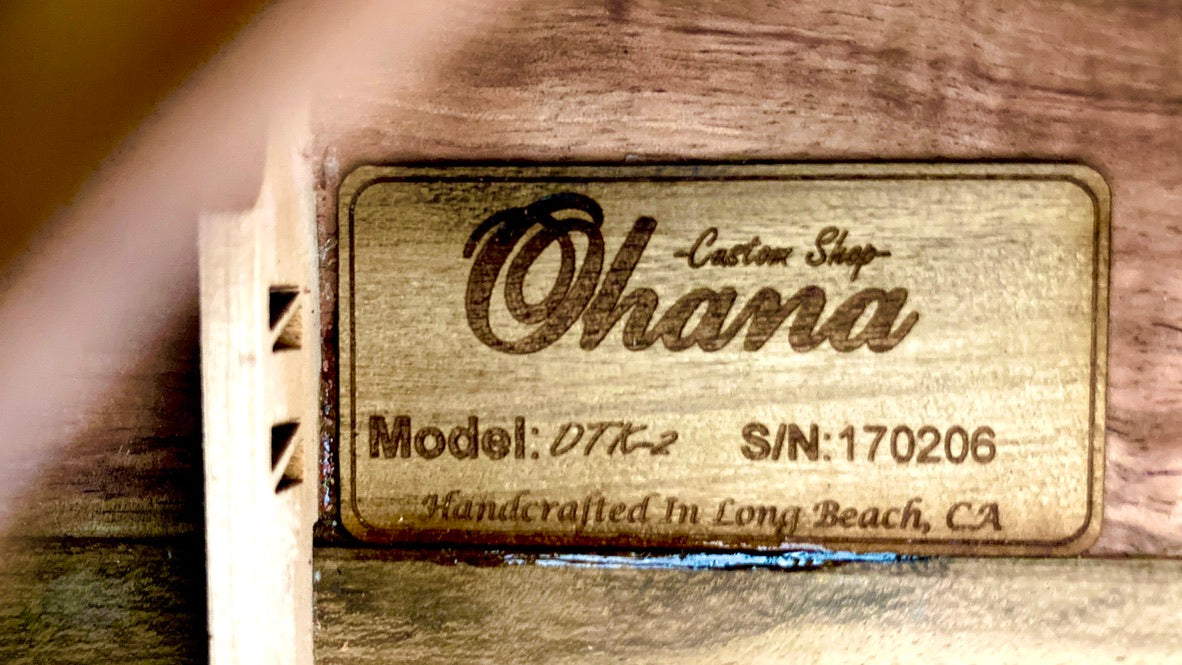 -Custom Shop-
Ohana
Model: DTK-2 S/N:170206
Handcrafted In Long Beach, CA